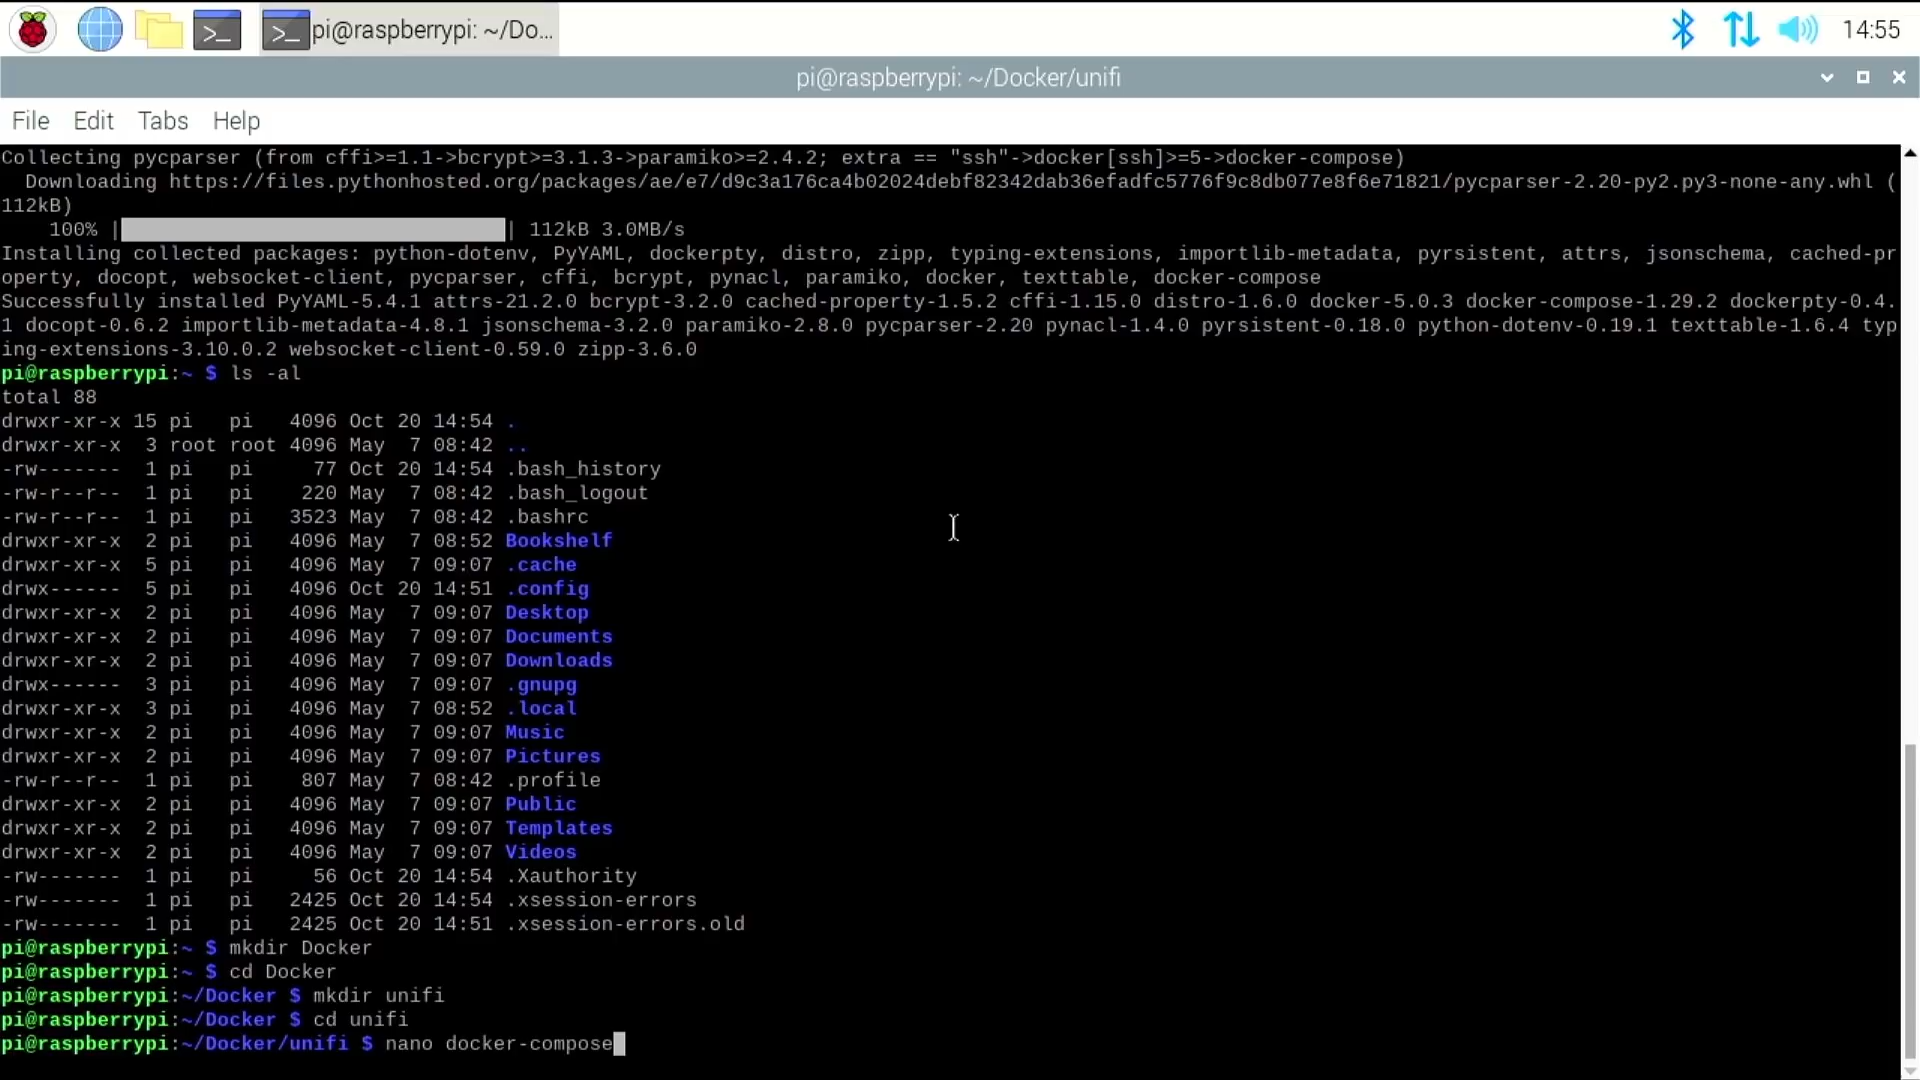 pi@raspberrypi: ~/Do...
14:55
pi@raspberrypi: ~/Docker/unifi
File Edit Tabs Help
Collecting pycparser (from cffi>=1.1->bcrypt>=3.1.3->paramiko>=2.4.2; extra == "ssh"->docker[ssh]>=5->docker-compose)
  Downloading https://files.pythonhosted.org/packages/ae/e7/d9c3a176ca4b02024debf82342dab36efadfc5776f9c8db077e8f6e71821/pycparser-2.20-py2.py3-none-any.whl (
112kB)
    100% |████████████████████████████████| 112kB 3.0MB/s
Installing collected packages: python-dotenv, PyYAML, dockerpty, distro, zipp, typing-extensions, importlib-metadata, pyrsistent, attrs, jsonschema, cached-pr
operty, docopt, websocket-client, pycparser, cffi, bcrypt, pynacl, paramiko, docker, texttable, docker-compose
Successfully installed PyYAML-5.4.1 attrs-21.2.0 bcrypt-3.2.0 cached-property-1.5.2 cffi-1.15.0 distro-1.6.0 docker-5.0.3 docker-compose-1.29.2 dockerpty-0.4.
1 docopt-0.6.2 importlib-metadata-4.8.1 jsonschema-3.2.0 paramiko-2.8.0 pycparser-2.20 pynacl-1.4.0 pyrsistent-0.18.0 python-dotenv-0.19.1 texttable-1.6.4 typ
ing-extensions-3.10.0.2 websocket-client-0.59.0 zipp-3.6.0
pi@raspberrypi:~ $ ls -al
total 88
drwxr-xr-x 15 pi   pi   4096 Oct 20 14:54 .
drwxr-xr-x  3 root root 4096 May  7 08:42 ..
-rw-------  1 pi   pi     77 Oct 20 14:54 .bash_history
-rw-r--r--  1 pi   pi    220 May  7 08:42 .bash_logout
-rw-r--r--  1 pi   pi   3523 May  7 08:42 .bashrc
drwxr-xr-x  2 pi   pi   4096 May  7 08:52 Bookshelf
drwxr-xr-x  5 pi   pi   4096 May  7 09:07 .cache
drwx------  5 pi   pi   4096 Oct 20 14:51 .config
drwxr-xr-x  2 pi   pi   4096 May  7 09:07 Desktop
drwxr-xr-x  2 pi   pi   4096 May  7 09:07 Documents
drwxr-xr-x  2 pi   pi   4096 May  7 09:07 Downloads
drwx------  3 pi   pi   4096 May  7 09:07 .gnupg
drwxr-xr-x  3 pi   pi   4096 May  7 08:52 .local
drwxr-xr-x  2 pi   pi   4096 May  7 09:07 Music
drwxr-xr-x  2 pi   pi   4096 May  7 09:07 Pictures
-rw-r--r--  1 pi   pi    807 May  7 08:42 .profile
drwxr-xr-x  2 pi   pi   4096 May  7 09:07 Public
drwxr-xr-x  2 pi   pi   4096 May  7 09:07 Templates
drwxr-xr-x  2 pi   pi   4096 May  7 09:07 Videos
-rw-------  1 pi   pi     56 Oct 20 14:54 .Xauthority
-rw-------  1 pi   pi   2425 Oct 20 14:54 .xsession-errors
-rw-------  1 pi   pi   2425 Oct 20 14:51 .xsession-errors.old
pi@raspberrypi:~ $ mkdir Docker
pi@raspberrypi:~ $ cd Docker
pi@raspberrypi:~/Docker $ mkdir unifi
pi@raspberrypi:~/Docker $ cd unifi
pi@raspberrypi:~/Docker/unifi $ nano docker-compose